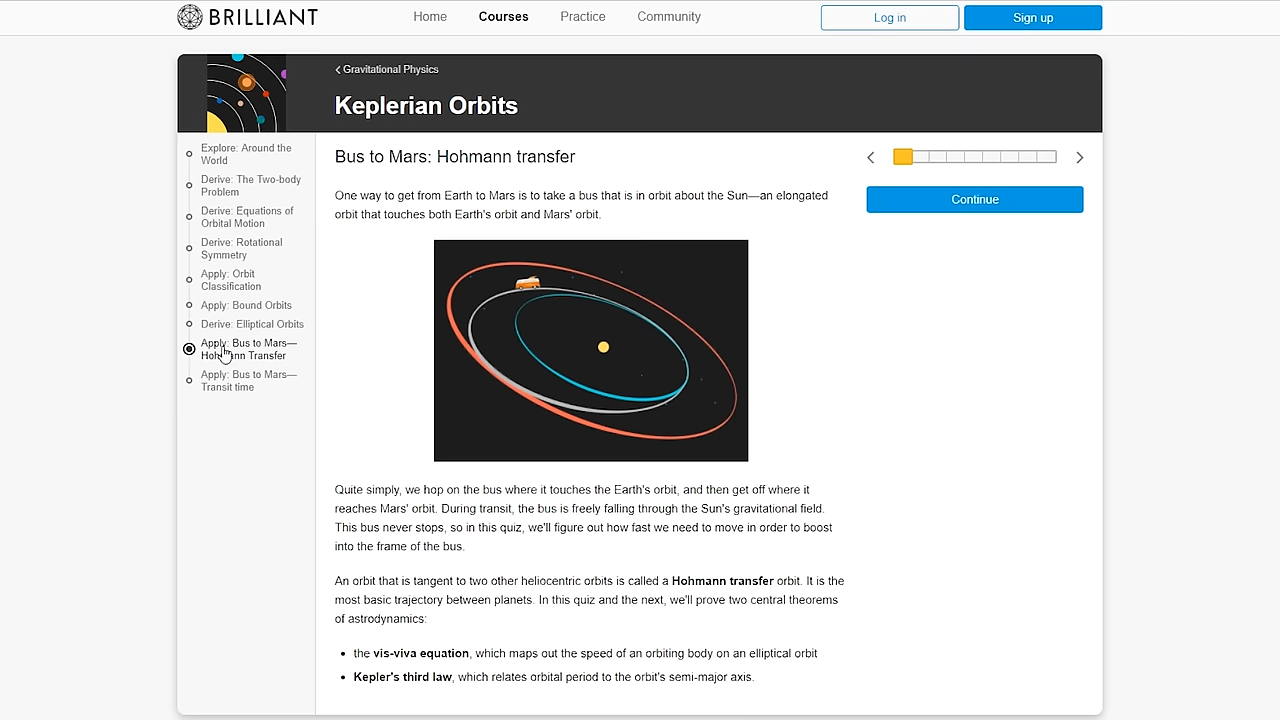 BRILLIANT
Home
Courses
Practice
Community
Log in
Sign up
Gravitational Physics
Keplerian Orbits
Explore: Around the
World
Derive: The Two-body
Problem
Derive: Equations of
Orbital Motion
Derive: Rotational
Symmetry
Apply: Orbit
Classification
Apply: Bound Orbits
Derive: Elliptical Orbits
Apply: Bus to Mars—
Hohmann Transfer
Apply: Bus to Mars—
Transit time
Bus to Mars: Hohmann transfer
Continue
One way to get from Earth to Mars is to take a bus that is in orbit about the Sun—an elongated
orbit that touches both Earth's orbit and Mars' orbit.
Quite simply, we hop on the bus where it touches the Earth's orbit, and then get off where it
reaches Mars' orbit. During transit, the bus is freely falling through the Sun's gravitational field.
This bus never stops, so in this quiz, we'll figure out how fast we need to move in order to boost
into the frame of the bus.
An orbit that is tangent to two other heliocentric orbits is called a Hohmann transfer orbit. It is the
most basic trajectory between planets. In this quiz and the next, we'll prove two central theorems
of astrodynamics:
• the vis-viva equation, which maps out the speed of an orbiting body on an elliptical orbit
• Kepler's third law, which relates orbital period to the orbit's semi-major axis.